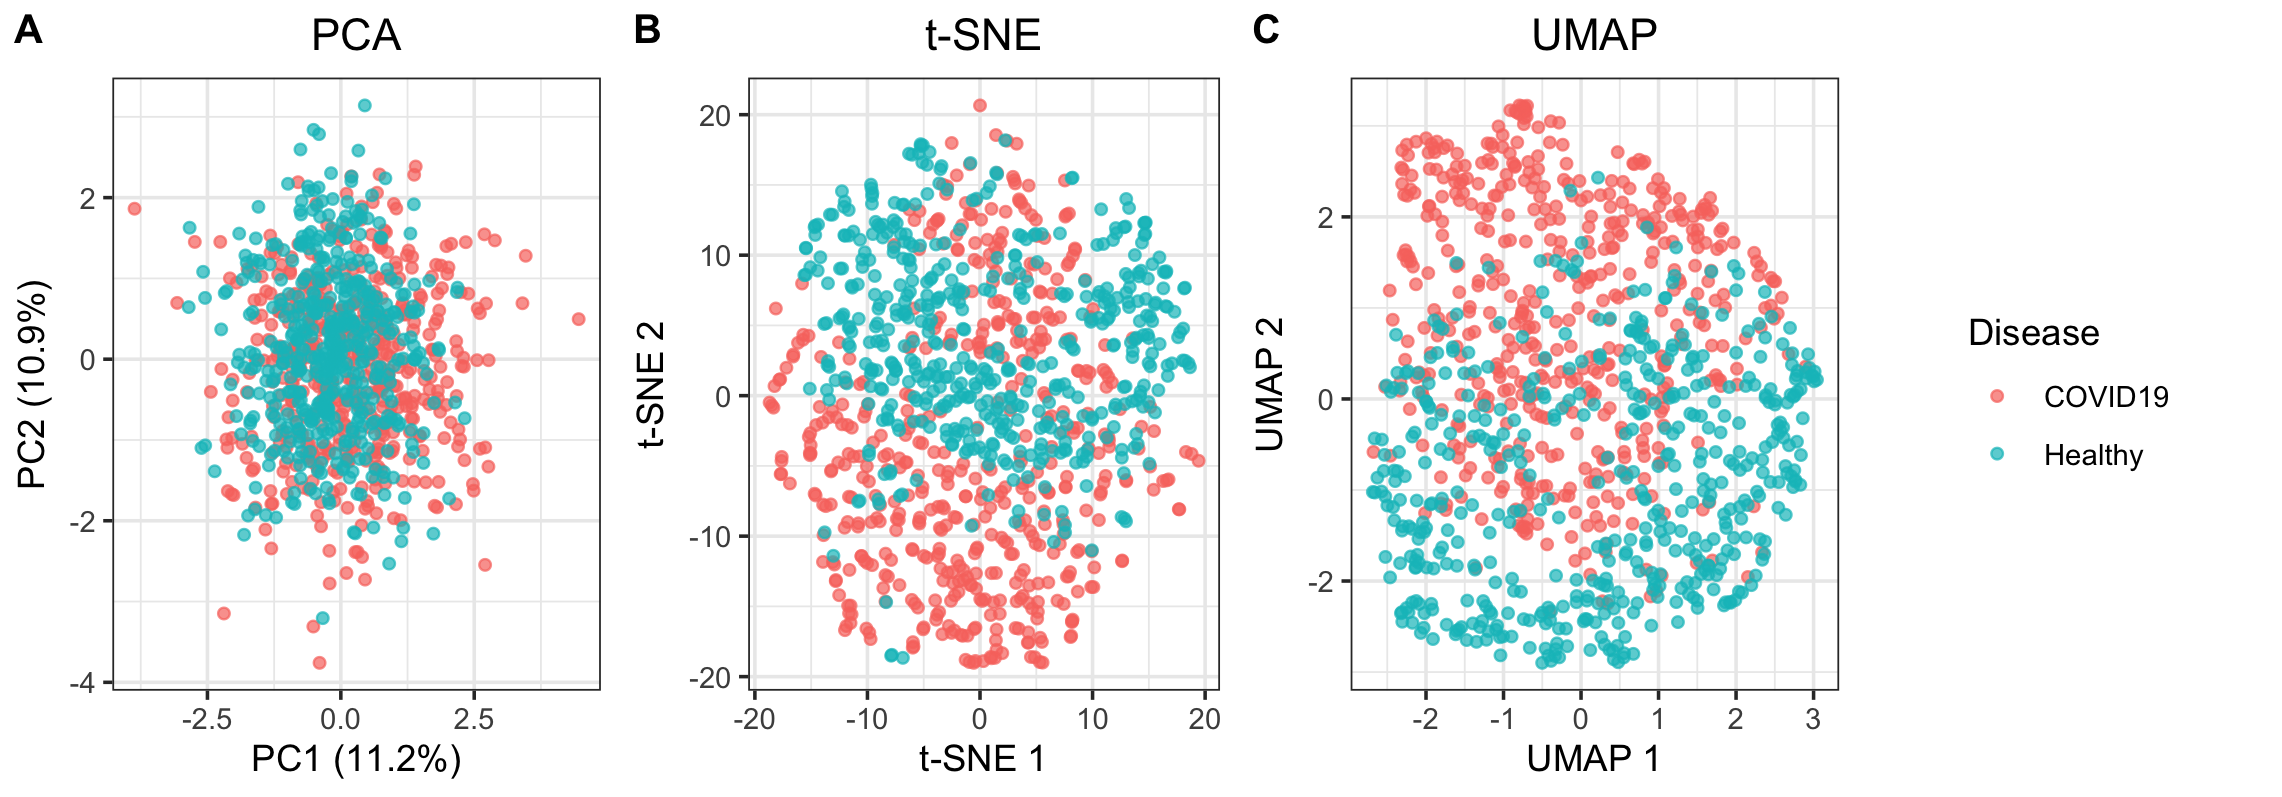 A
PCA
2
0
-2
-4
-2.5 0.0 2.5
PC1 (11.2%)
PC2 (10.9%)
B
t-SNE
20
10
0
-10
-20
-20 -10 0 10 20
t-SNE 1
t-SNE 2
C
UMAP
2
0
-2
-2 -1 0 1 2 3
UMAP 1
UMAP 2
Disease
COVID19
Healthy